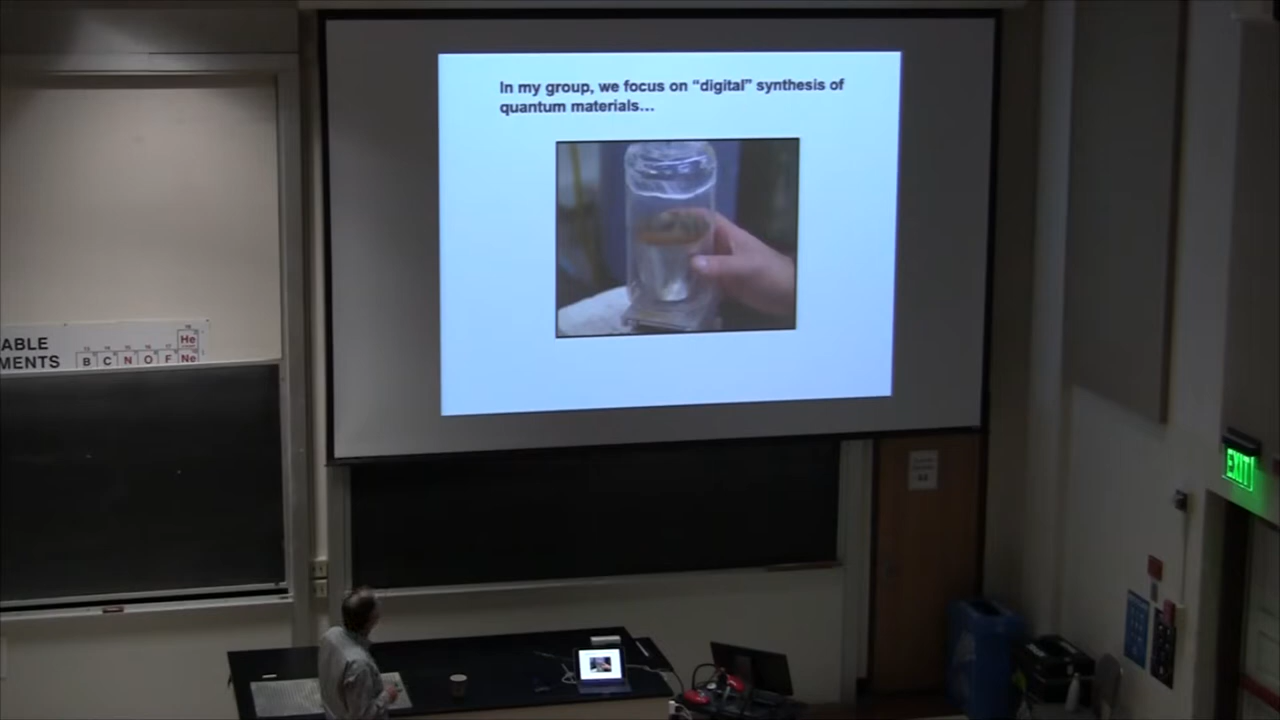 In my group, we focus on “digital” synthesis of
quantum materials…
ABLE
MENTS
B C N O F Ne
He
EXIT